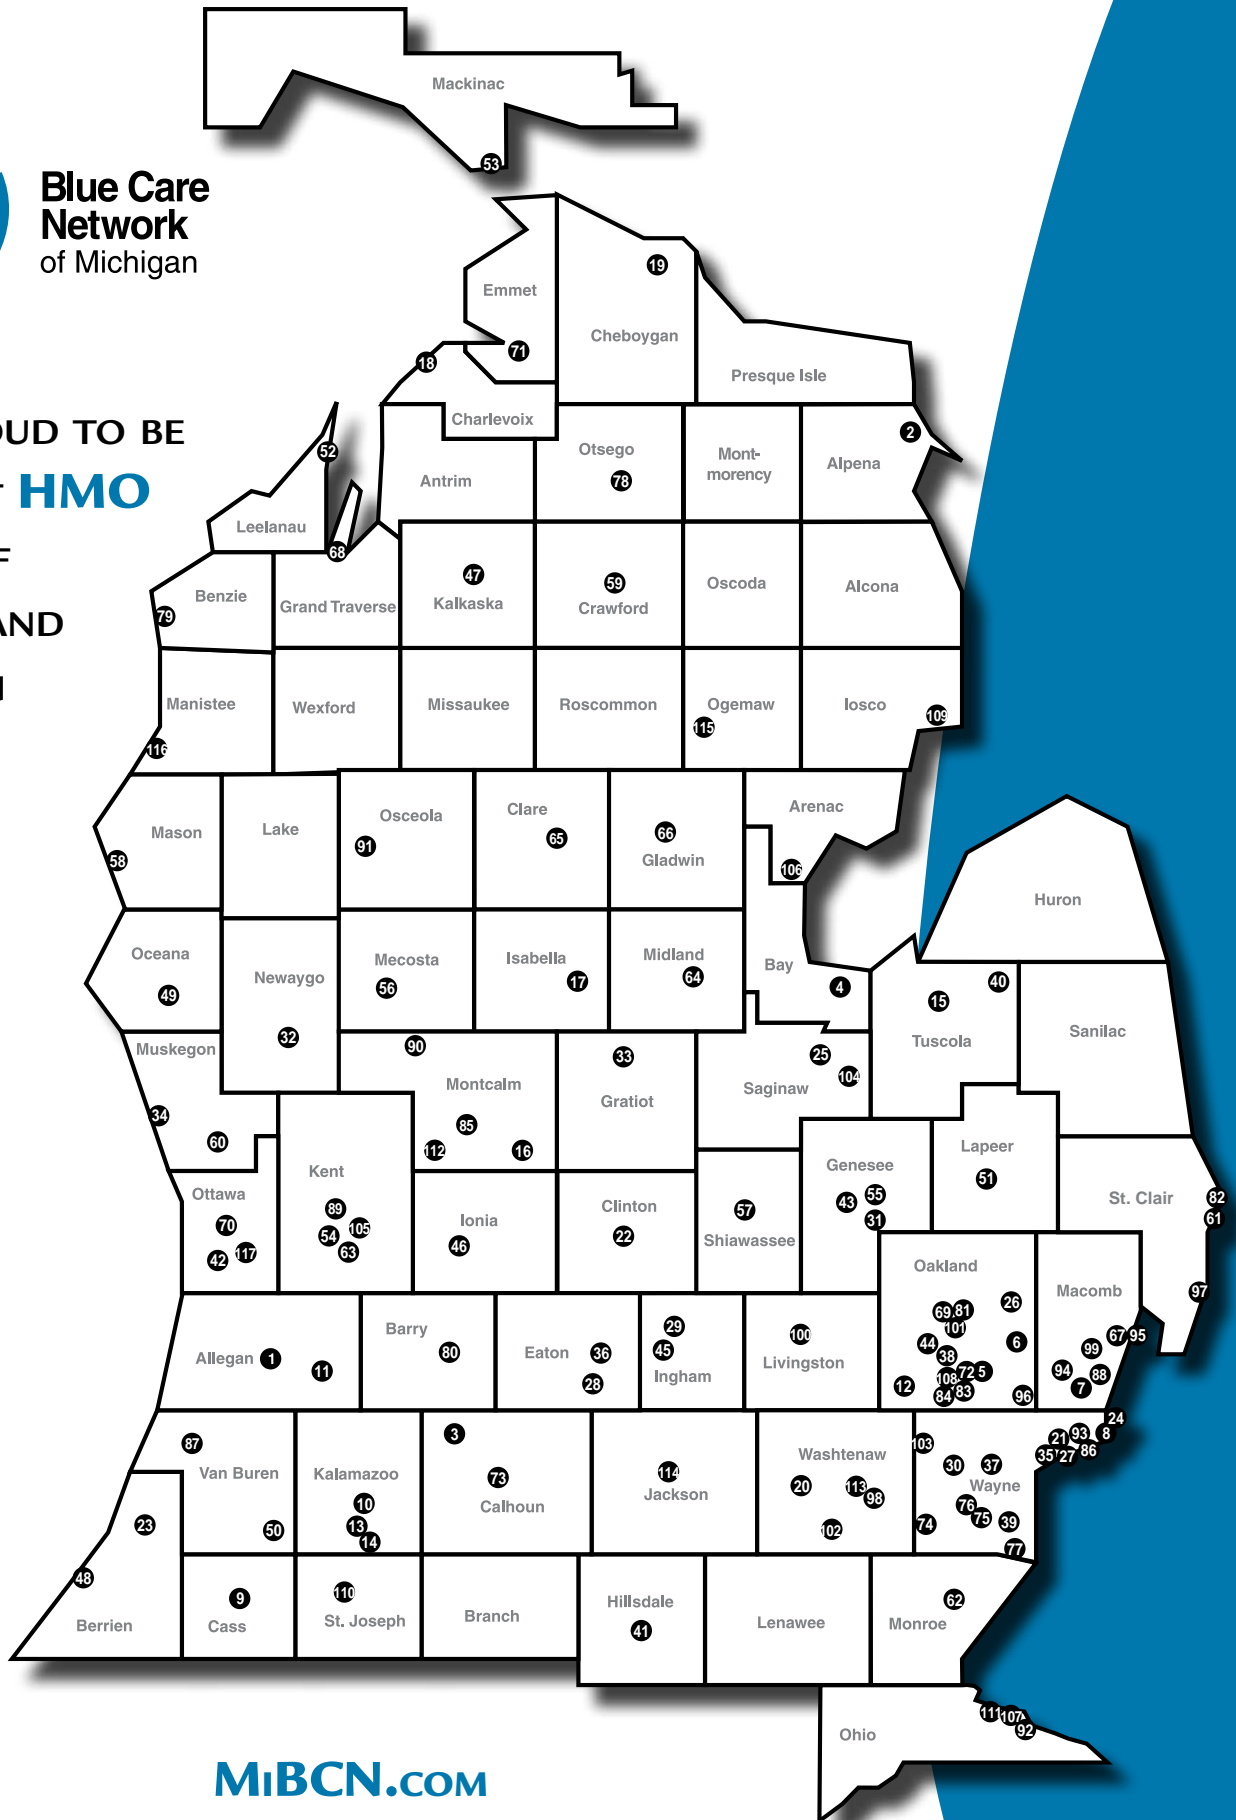 Mackinac
53
Blue Care
Network
of Michigan
19
Emmet
Cheboygan
71
18
Presque Isle
Charlevoix
OUD TO BE
2
52
Otsego
Mont-
morency
Alpena
Antrim
78
HMO
Leelanau
68
47
59
Oscoda
Alcona
Benzie
Grand Traverse
Kalkaska
Crawford
79
AND
Manistee
Wexford
Missaukee
Roscommon
Ogemaw
Iosco
115
109
116
Arenac
Clare
Osceola
Mason
Lake
66
65
91
Gladwin
58
106
Huron
Oceana
Mecosta
Isabella
Midland
Bay
Newaygo
64
17
40
56
4
49
15
32
Sanilac
Tuscola
Muskegon
90
33
25
104
Montcalm
Saginaw
Gratiot
34
85
60
112
16
Lapeer
Genesee
Kent
51
Ottawa
55
43
St. Clair
82
89
Clinton
57
70
105
Ionia
31
61
54
22
Shiawassee
46
63
117
42
Oakland
Macomb
97
26
69
81
101
Barry
29
100
67
95
44
6
99
Allegan
1
80
Eaton
36
45
Livingston
38
11
Ingham
72
5
94
88
28
108
12
83
7
84
96
24
3
93
8
87
103
21
86
Washtenaw
35
27
Van Buren
Kalamazoo
30
37
73
114
20
113
Wayne
Calhoun
Jackson
98
10
76
23
13
75
39
50
14
102
74
77
48
110
9
Hillsdale
62
Berrien
Cass
St. Joseph
Branch
41
Lenawee
Monroe
111
107
92
Ohio
MiBCN.com